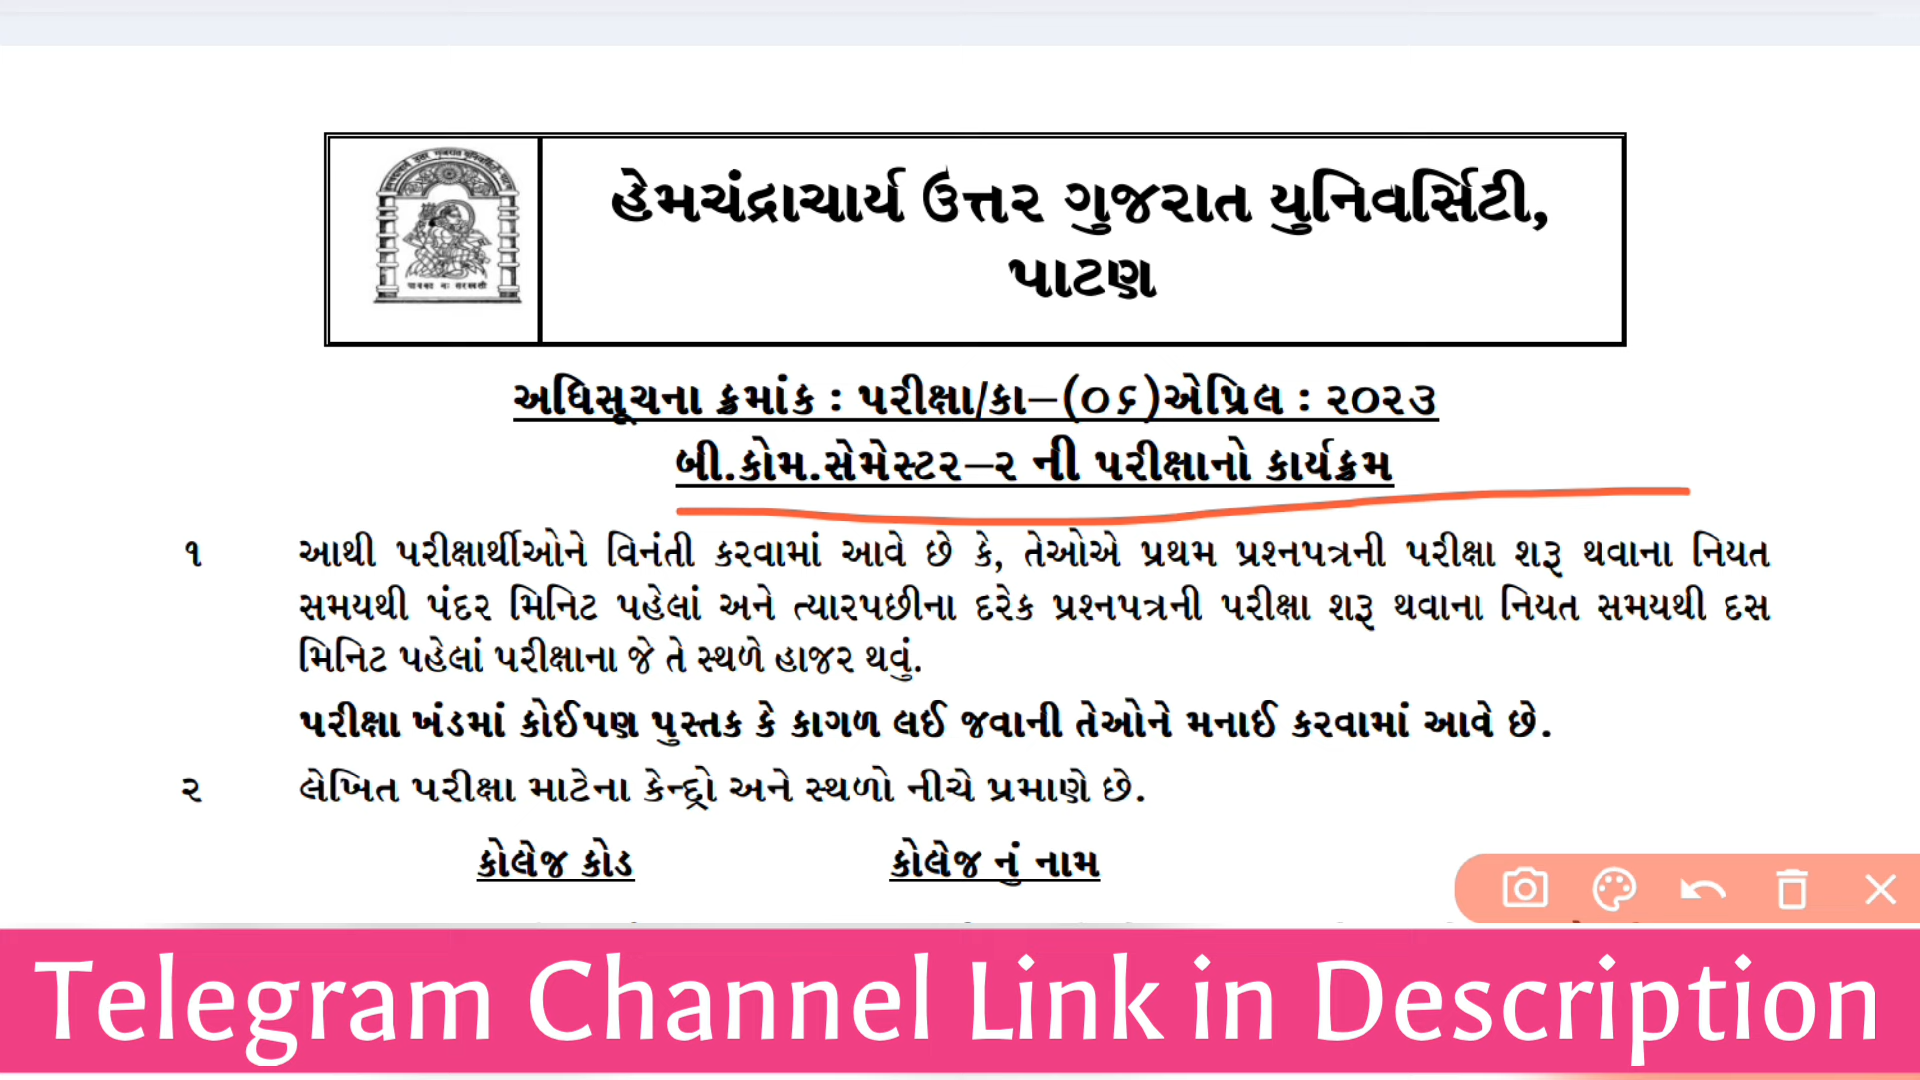 હેમચંદ્રાચાર્ય ઉત્તર ગુજરાત યુનિવર્સિટી,
પાટણ
અધિસૂચના ક્રમાંક : પરીક્ષા/કા–(૦૬)એપ્રિલ : ૨૦૨૩
બી.કોમ.સેમેસ્ટર–૨ ની પરીક્ષાનો કાર્યક્રમ
૧ આથી પરીક્ષાર્થીઓને વિનંતી કરવામાં આવે છે કે, તેઓએ પ્રથમ પ્રશ્નપત્રની પરીક્ષા શરૂ થવાના નિયત
સમયથી પંદર મિનિટ પહેલાં અને ત્યારપછીના દરેક પ્રશ્નપત્રની પરીક્ષા શરૂ થવાના નિયત સમયથી દસ
મિનિટ પહેલાં પરીક્ષાના જે તે સ્થળે હાજર થવું.
પરીક્ષા ખંડમાં કોઈપણ પુસ્તક કે કાગળ લઈ જવાની તેઓને મનાઈ કરવામાં આવે છે.
૨ લેખિત પરીક્ષા માટેના કેન્દ્રો અને સ્થળો નીચે પ્રમાણે છે.
કોલેજ કોડ કોલેજ નું નામ
Telegram Channel Link in Description